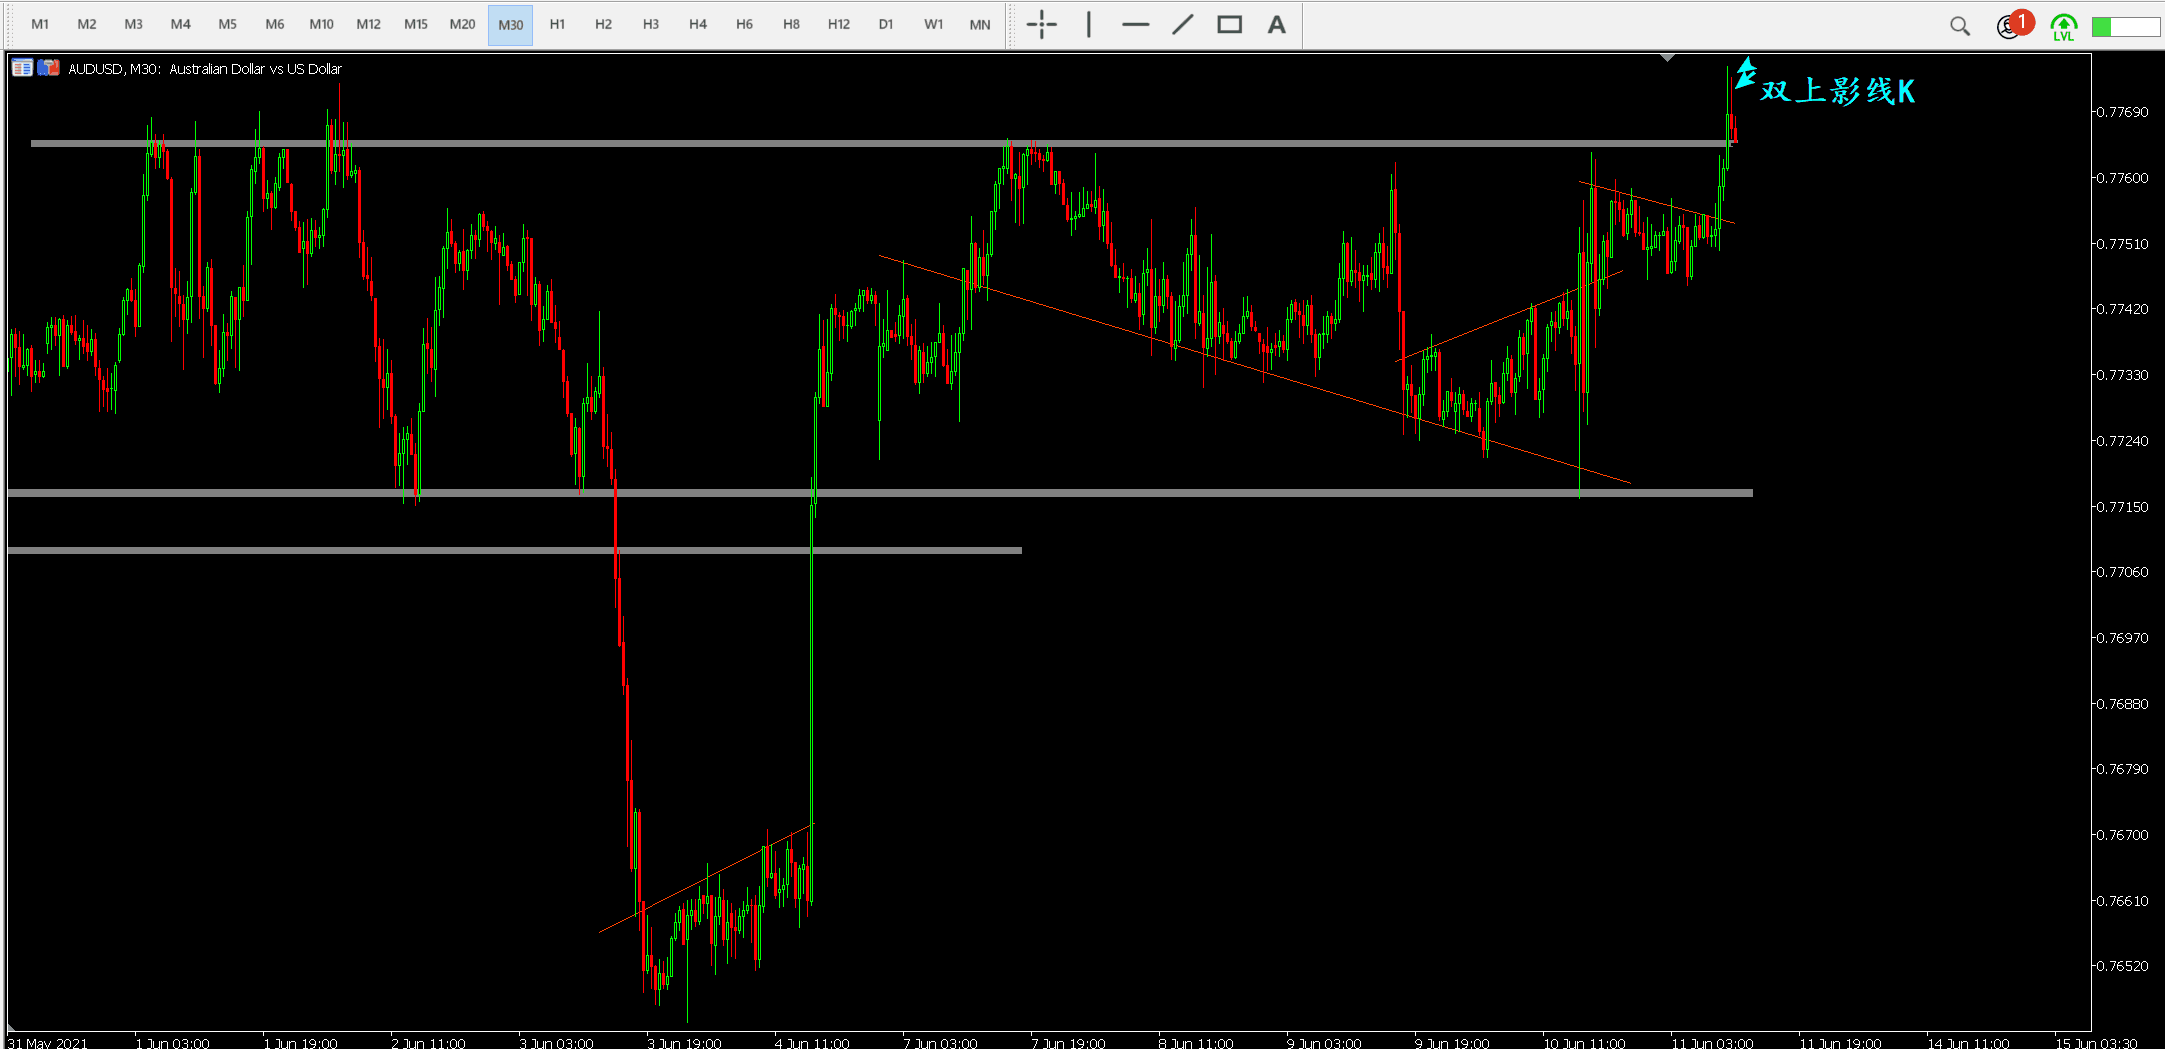 M1 M2 M3 M4 M5 M6 M10 M12 M15 M20 M30 H1 H2 H3 H4 H6 H8 H12 D1 W1 MN A 1
LVL
AUDUSD, M30: Australian Dollar vs US Dollar
双上影线K
0.77690
0.77600
0.77510
0.77420
0.77330
0.77240
0.77150
0.77060
0.76970
0.76880
0.76790
0.76700
0.76610
0.76520
31 May 2021 1 Jun 03:00 1 Jun 19:00 2 Jun 11:00 3 Jun 03:00 3 Jun 19:00 4 Jun 11:00 7 Jun 03:00 7 Jun 19:00 8 Jun 11:00 9 Jun 03:00 9 Jun 19:00 10 Jun 11:00 11 Jun 03:00 11 Jun 19:00 14 Jun 11:00 15 Jun 03:30